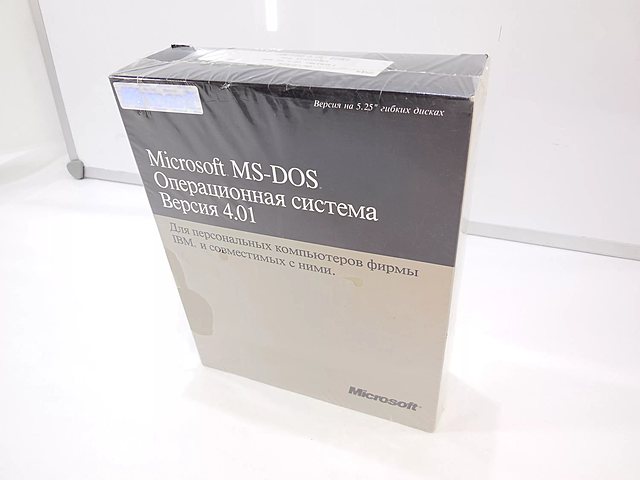 Версия на 5.25" гибких дисках
Microsoft MS-DOS
Операционная система
Версия 4.01
Для персональных компьютеров фирмы
IBM. и совместимых с ними.
Microsoft